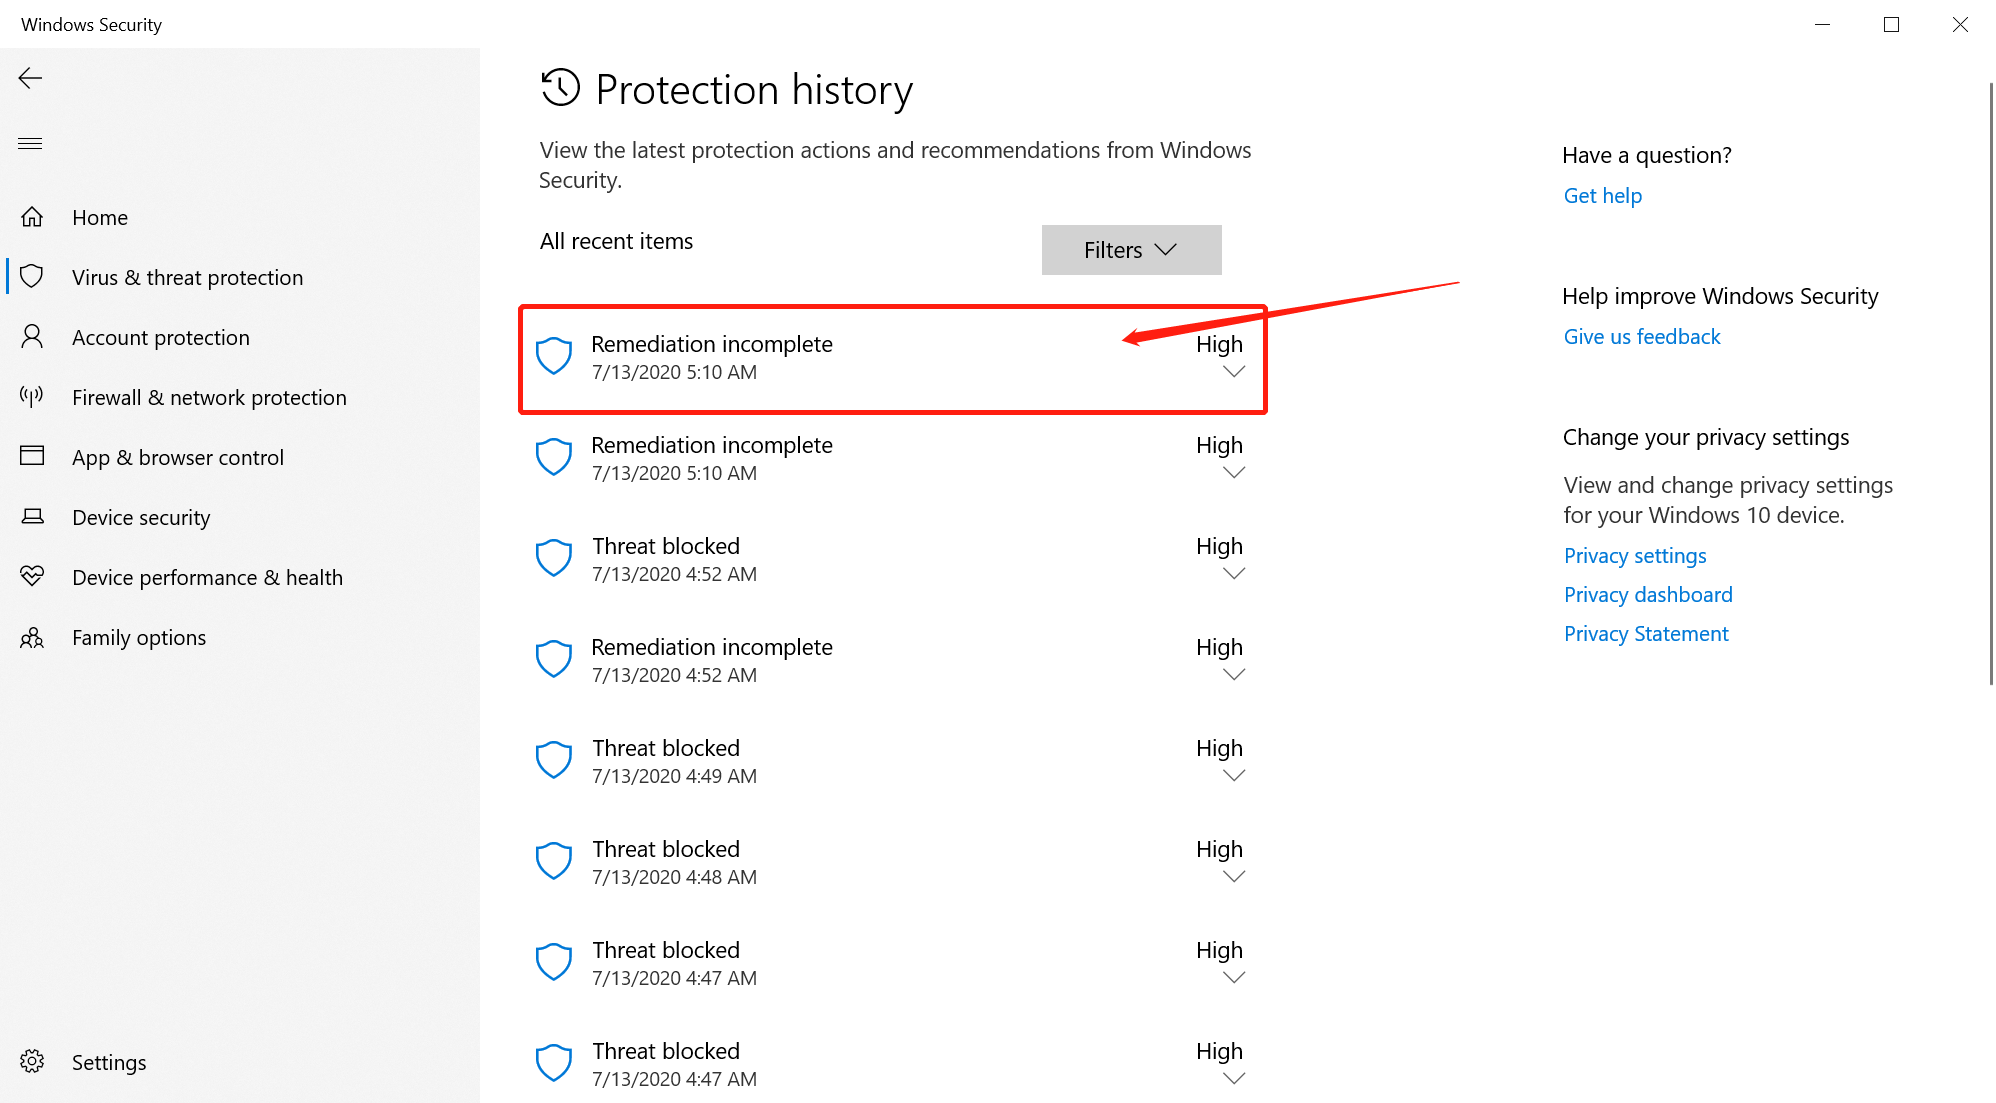 Windows Security
Home
Virus & threat protection
Account protection
Firewall & network protection
App & browser control
Device security
Device performance & health
Family options
Settings
Protection history
View the latest protection actions and recommendations from Windows
Security.
All recent items
Filters
Remediation incomplete High
7/13/2020 5:10 AM
Remediation incomplete High
7/13/2020 5:10 AM
Threat blocked High
7/13/2020 4:52 AM
Remediation incomplete High
7/13/2020 4:52 AM
Threat blocked High
7/13/2020 4:49 AM
Threat blocked High
7/13/2020 4:48 AM
Threat blocked High
7/13/2020 4:47 AM
Threat blocked High
7/13/2020 4:47 AM
Have a question?
Get help
Help improve Windows Security
Give us feedback
Change your privacy settings
View and change privacy settings
for your Windows 10 device.
Privacy settings
Privacy dashboard
Privacy Statement